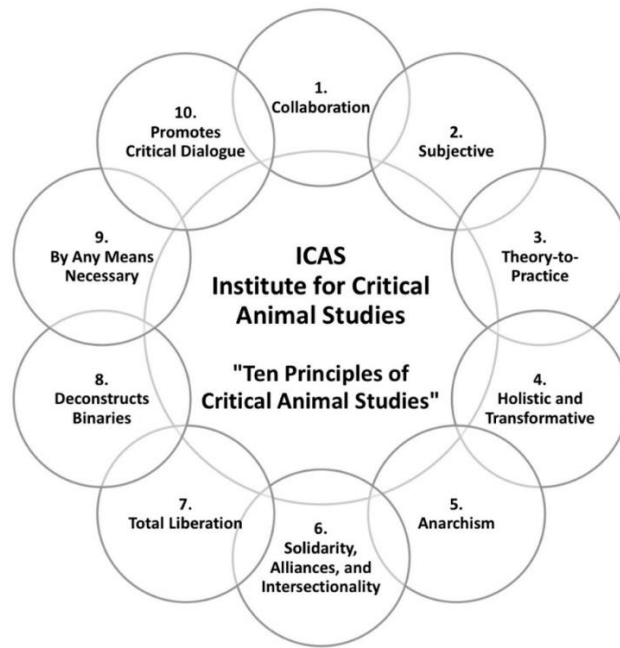 1.
Collaboration
2.
Subjective
3.
Theory-to-
Practice
4.
Holistic and
Transformative
5.
Anarchism
6.
Solidarity,
Alliances, and
Intersectionality
7.
Total Liberation
8.
Deconstructs
Binaries
9.
By Any Means
Necessary
10.
Promotes
Critical Dialogue
ICAS
Institute for Critical
Animal Studies
"Ten Principles of
Critical Animal Studies"